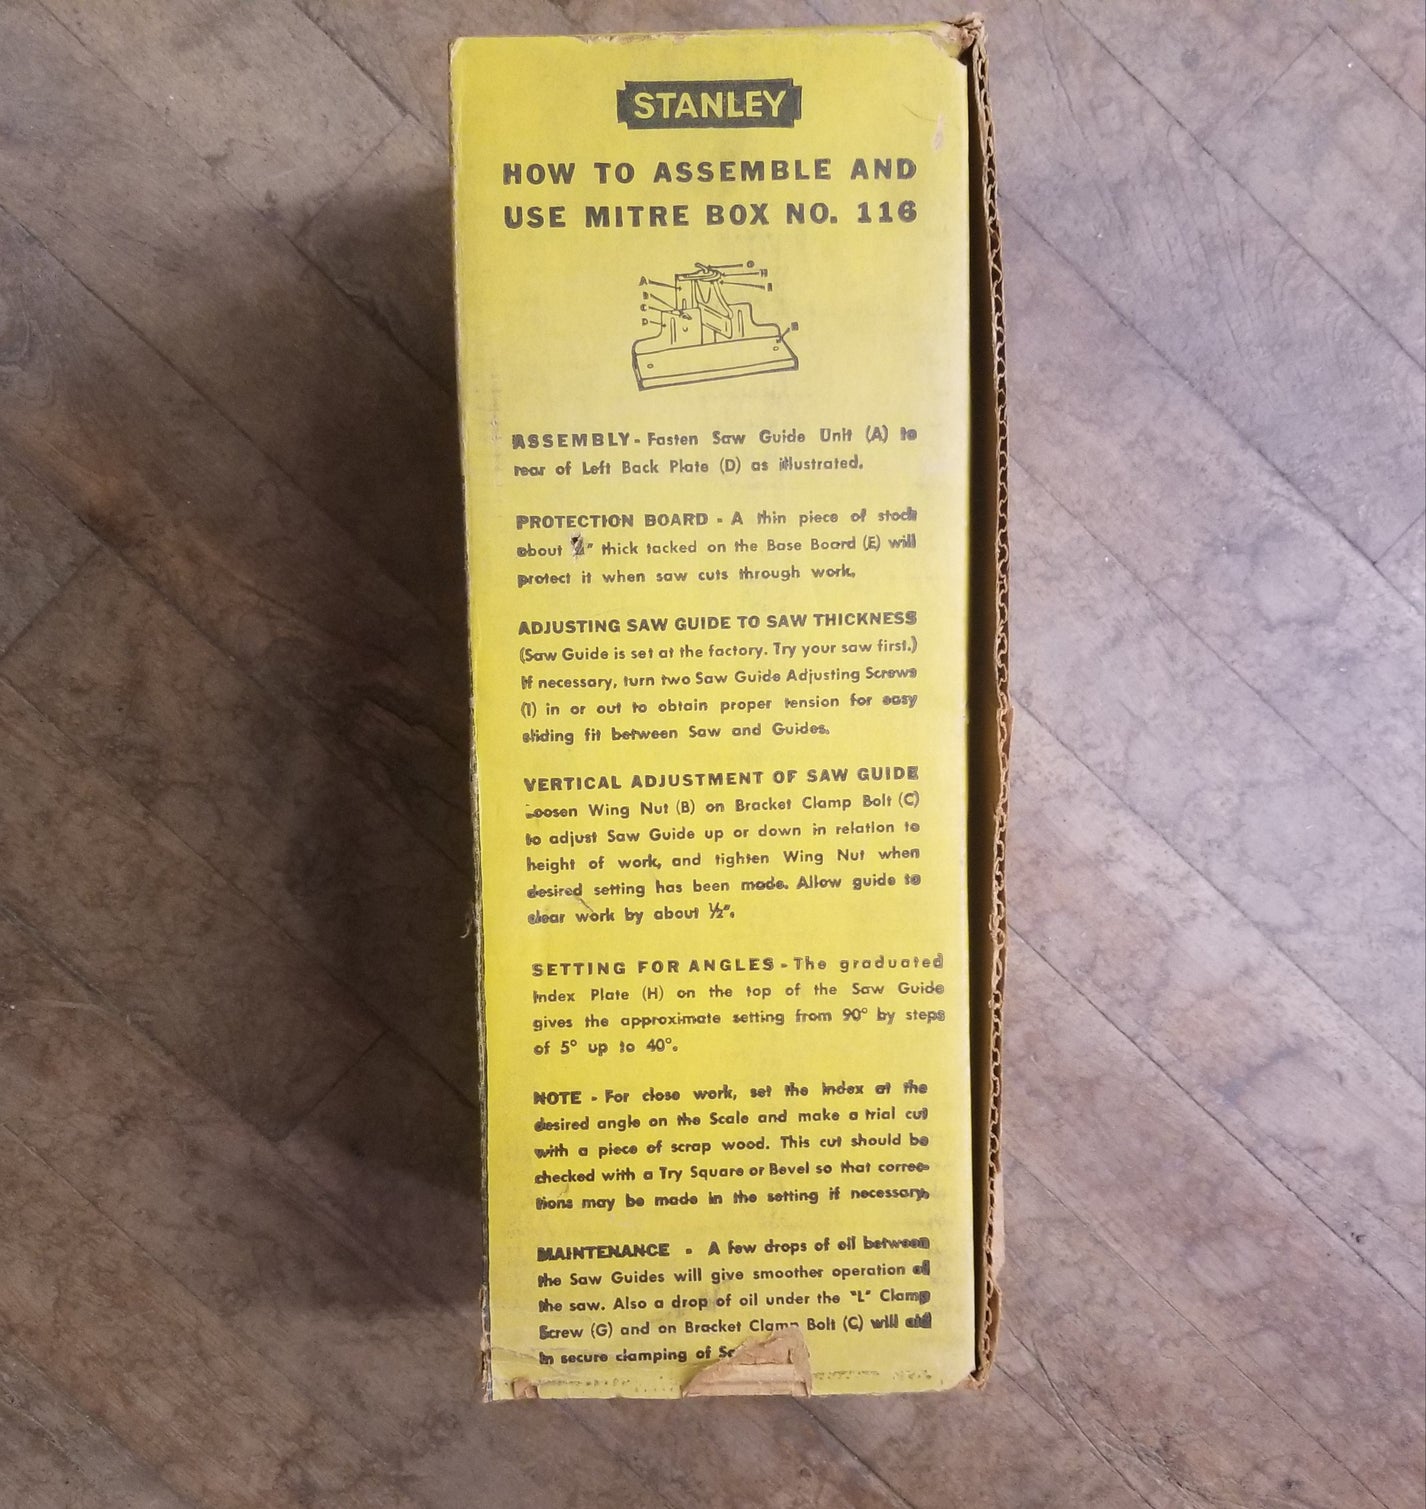 STANLEY
HOW TO ASSEMBLE AND
USE MITRE BOX NO. 116
G
A H
B I
C
D E
ASSEMBLY - Fasten Saw Guide Unit (A) to
rear of Left Back Plate (D) as illustrated.
PROTECTION BOARD - A thin piece of stock
about thick tacked on the Base Board (E) will
protect it when saw cuts through work.
ADJUSTING SAW GUIDE TO SAW THICKNESS
(Saw Guide is set at the factory. Try your saw first.)
If necessary, turn two Saw Guide Adjusting Screws
(I) in or out to obtain proper tension for easy
sliding fit between Saw and Guides.
VERTICAL ADJUSTMENT OF SAW GUIDE
Loosen Wing Nut (B) on Bracket Clamp Bolt (C)
to adjust Saw Guide up or down in relation to
height of work, and tighten Wing Nut when
desired setting has been made. Allow guide to
clear work by about ½".
SETTING FOR ANGLES - The graduated
Index Plate (H) on the top of the Saw Guide
gives the approximate setting from 90° by steps
of 5° up to 40°.
NOTE - For close work, set the index at the
desired angle on the Scale and make a trial cut
with a piece of scrap wood. This cut should be
checked with a Try Square or Bevel so that correc-
tions may be made in the setting if necessary.
MAINTENANCE - A few drops of oil between
the Saw Guides will give smoother operation of
the saw. Also a drop of oil under the "L" Clamp
Screw (G) and on Bracket Clamp Bolt (C) will aid
in secure clamping of